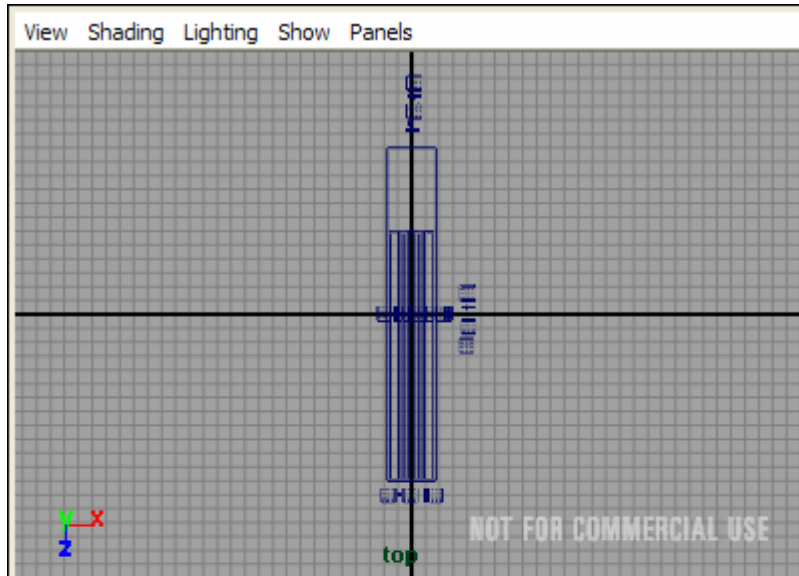 View Shading Lighting Show Panels
Y X
Z
NOT FOR COMMERCIAL USE
top